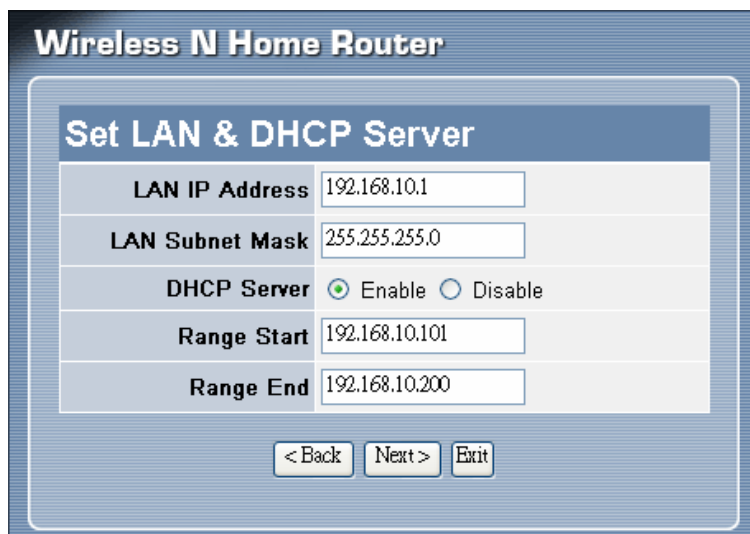 Wireless N Home Router
Set LAN & DHCP Server
LAN IP Address 192.168.10.1
LAN Subnet Mask 255.255.255.0
DHCP Server Enable Disable
Range Start 192.168.10.101
Range End 192.168.10.200
< Back Next > Exit